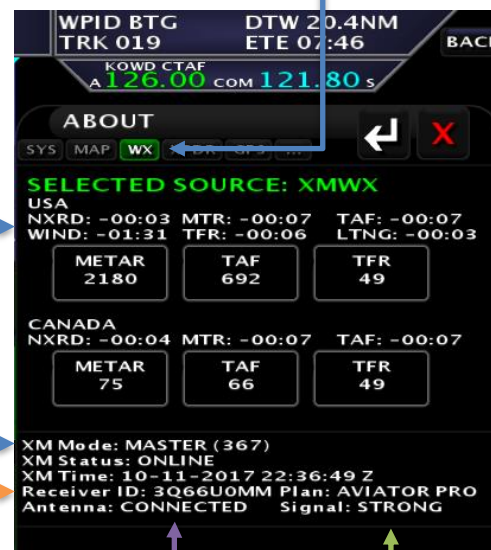 WPID BTG DTW 20.4NM
TRK 019 ETE 07:46 BACK
KOWD CTAF
A 126.00 COM 121.80 S
ABOUT
SYS MAP WX GPS ...
X
SELECTED SOURCE: XMWX
USA
NXRD: -00:03 MTR: -00:07 TAF: -00:07
WIND: -01:31 TFR: -00:06 LTNG: -00:03
METAR TAF TFR
2180 692 49
CANADA
NXRD: -00:04 MTR: -00:07 TAF: -00:07
METAR TAF TFR
75 66 49
XM Mode: MASTER (367)
XM Status: ONLINE
XM Time: 10-11-2017 22:36:49 Z
Receiver ID: 3Q66U0MM Plan: AVIATOR PRO
Antenna: CONNECTED Signal: STRONG